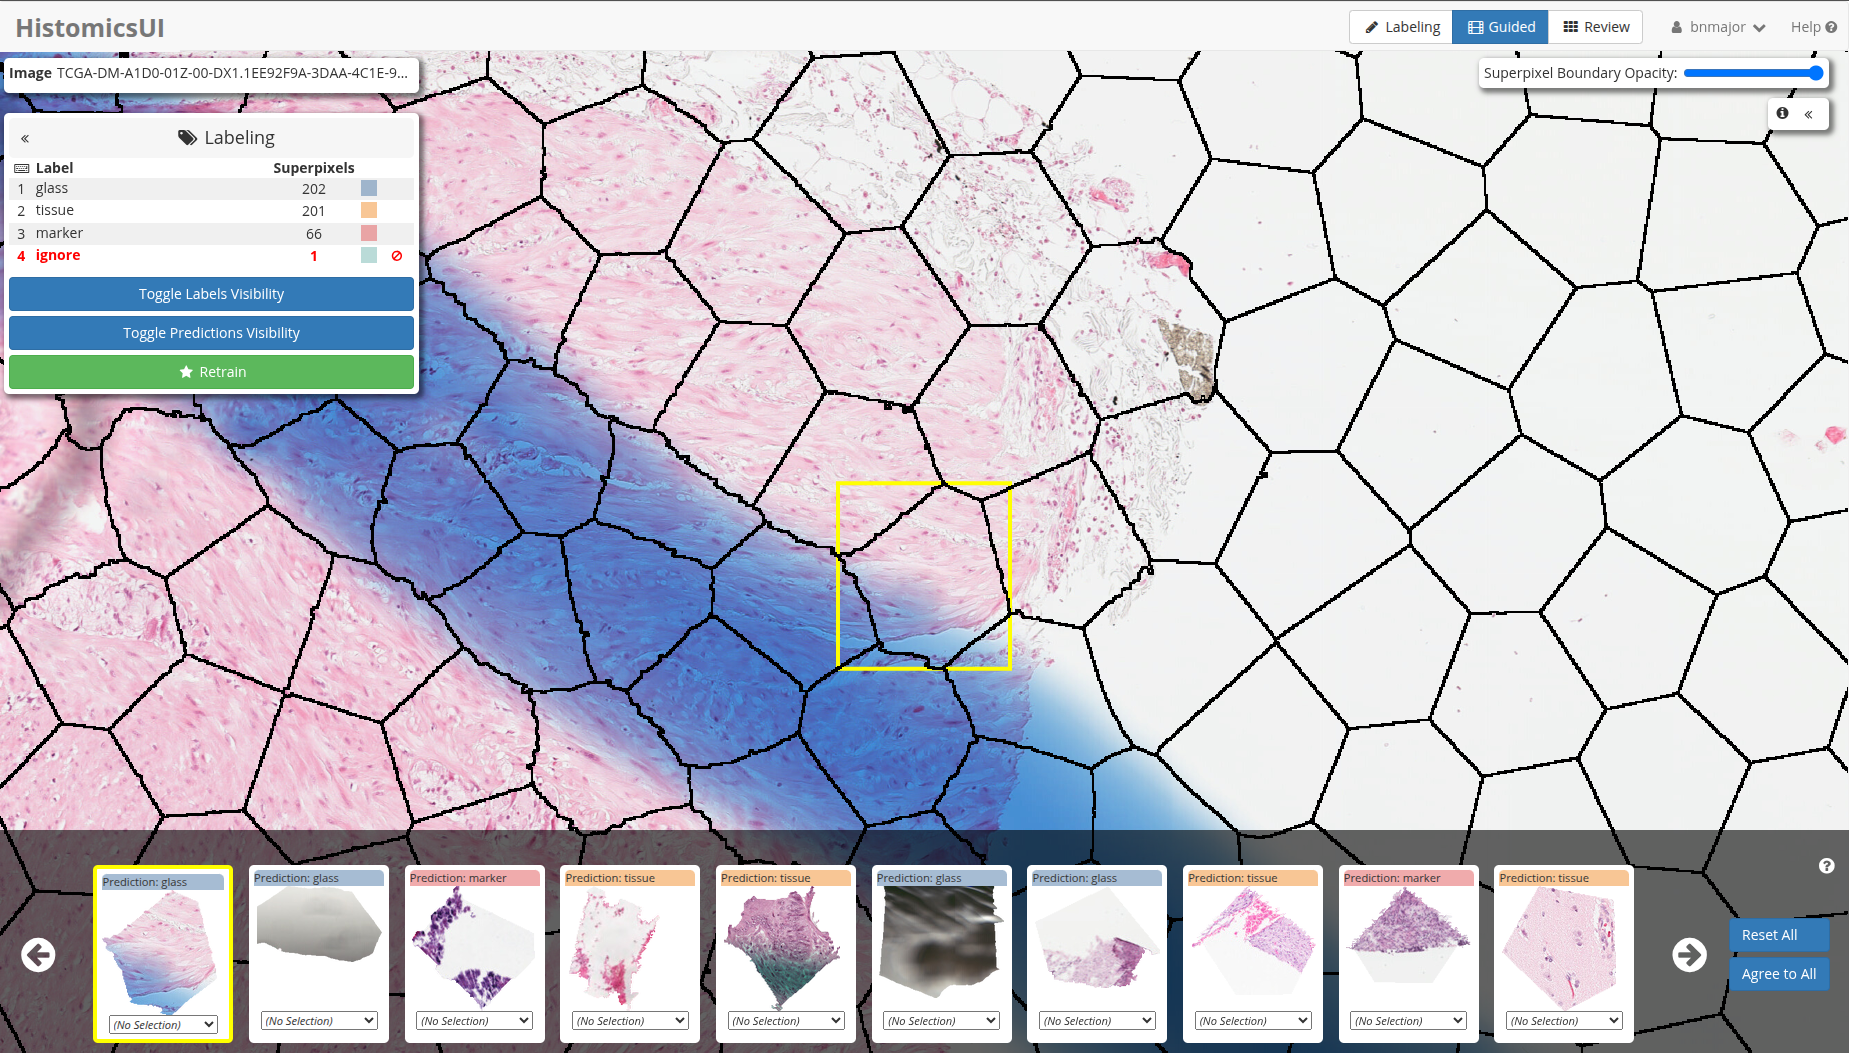 HistomicsUI
Labeling
Guided
Review
bnmajor
Help
Image TCGA-DM-A1D0-01Z-00-DX1.1EE92F9A-3DAA-4C1E-9...
Superpixel Boundary Opacity:
Labeling
Label Superpixels
1 glass 202
2 tissue 201
3 marker 66
4 ignore 1
Toggle Labels Visibility
Toggle Predictions Visibility
Retrain
Prediction: glass
Prediction: glass
Prediction: marker
Prediction: tissue
Prediction: tissue
Prediction: glass
Prediction: glass
Prediction: tissue
Prediction: marker
Prediction: tissue
(No Selection)
(No Selection)
(No Selection)
(No Selection)
(No Selection)
(No Selection)
(No Selection)
(No Selection)
(No Selection)
(No Selection)
Reset All
Agree to All